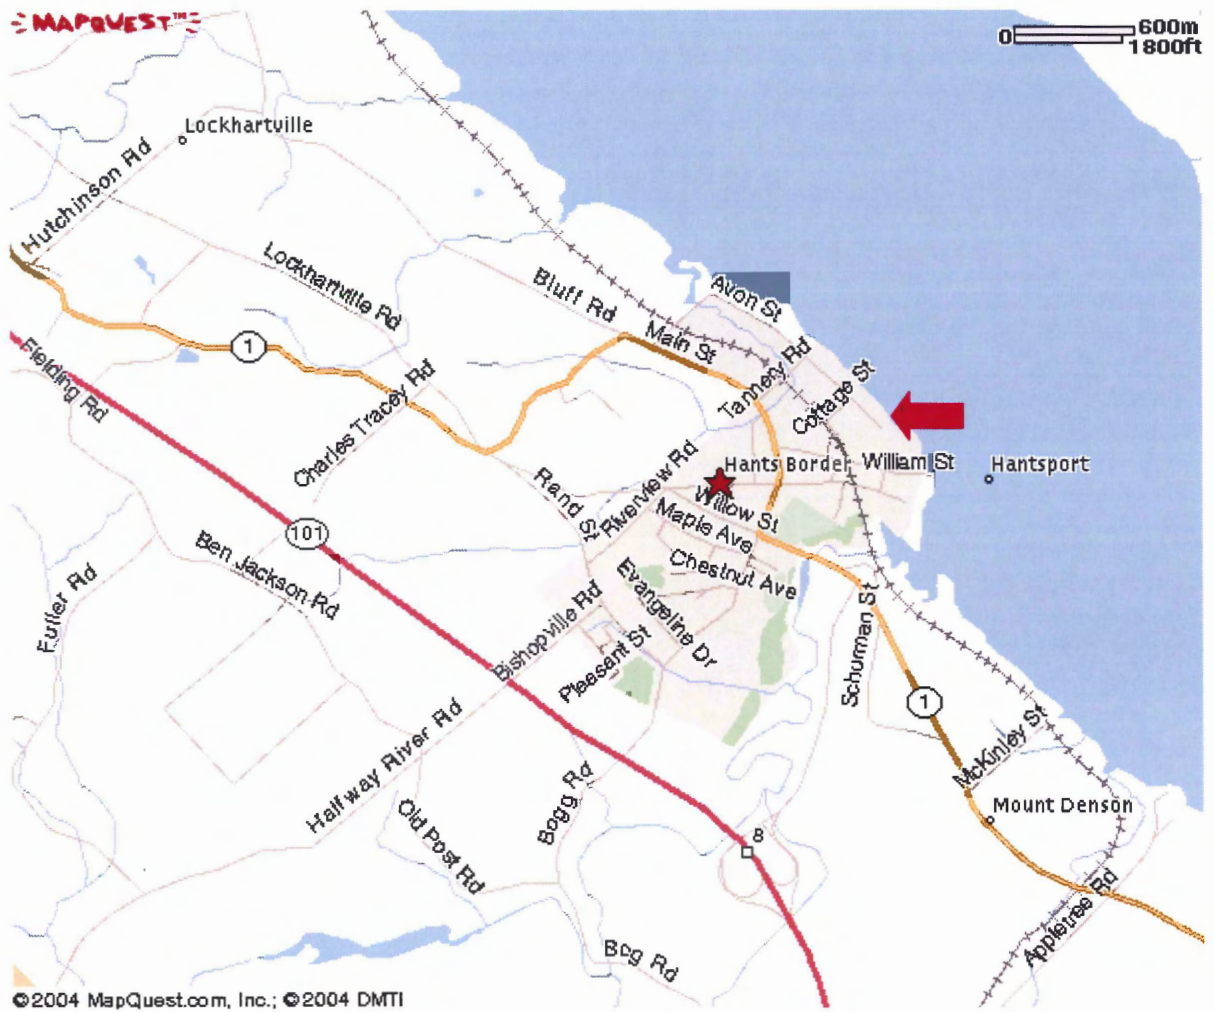 MAPQUEST™
0 600m
1800ft
Lockhartville
Hutchinson Rd
Lockhartville Rd
Bluff Rd
Avon St
Main St
1
Fielding Rd
Tannery Rd
Cottage St
Charles Tracey Rd
Hants Border
William St
Hantsport
Rand St
Riverview Rd
Willow St
Maple Ave
101
Ben Jackson Rd
Chestnut Ave
Fuller Rd
Evangeline Dr
Bishopville Rd
Schurman St
Pleesant St
1
Halfway River Rd
McKinley St
Bogg Rd
Mount Denson
Old Post Rd
8
Appletree Rd
Bcg Rd
©2004 MapQuest.com, Inc.; ©2004 DMTI